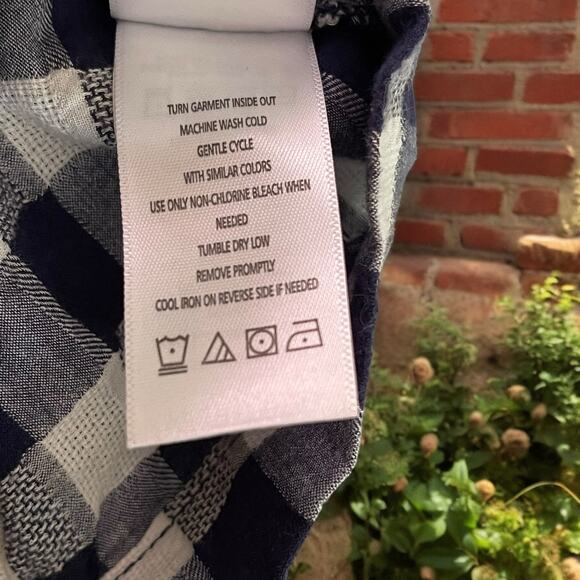 TURN GARMENT INSIDE OUT
MACHINE WASH COLD
GENTLE CYCLE
WITH SIMILAR COLORS
USE ONLY NON-CHLORINE BLEACH WHEN
NEEDED
TUMBLE DRY LOW
REMOVE PROMPTLY
COOL IRON ON REVERSE SIDE IF NEEDED